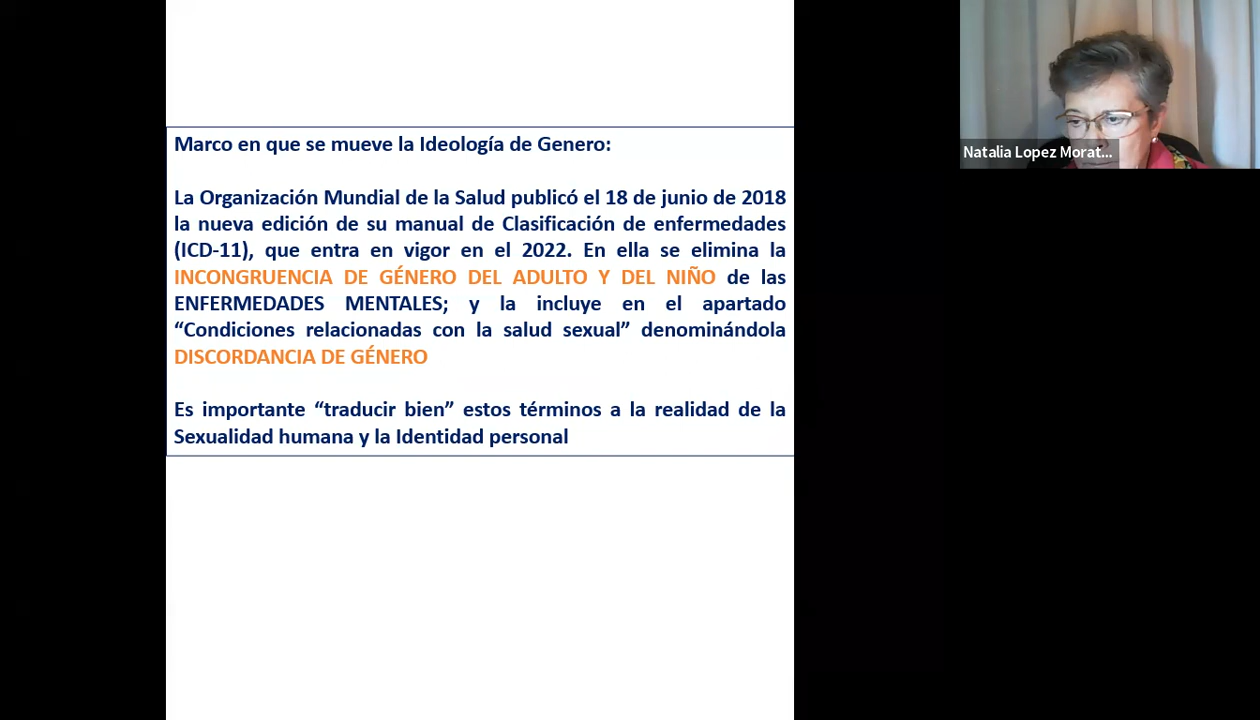 Marco en que se mueve la Ideología de Genero:
La Organización Mundial de la Salud publicó el 18 de junio de 2018
la nueva edición de su manual de Clasificación de enfermedades
(ICD-11), que entra en vigor en el 2022. En ella se elimina la
INCONGRUENCIA DE GÉNERO DEL ADULTO Y DEL NIÑO de las
ENFERMEDADES MENTALES; y la incluye en el apartado
“Condiciones relacionadas con la salud sexual” denominándola
DISCORDANCIA DE GÉNERO
Es importante “traducir bien” estos términos a la realidad de la
Sexualidad humana y la Identidad personal
Natalia Lopez Morat...